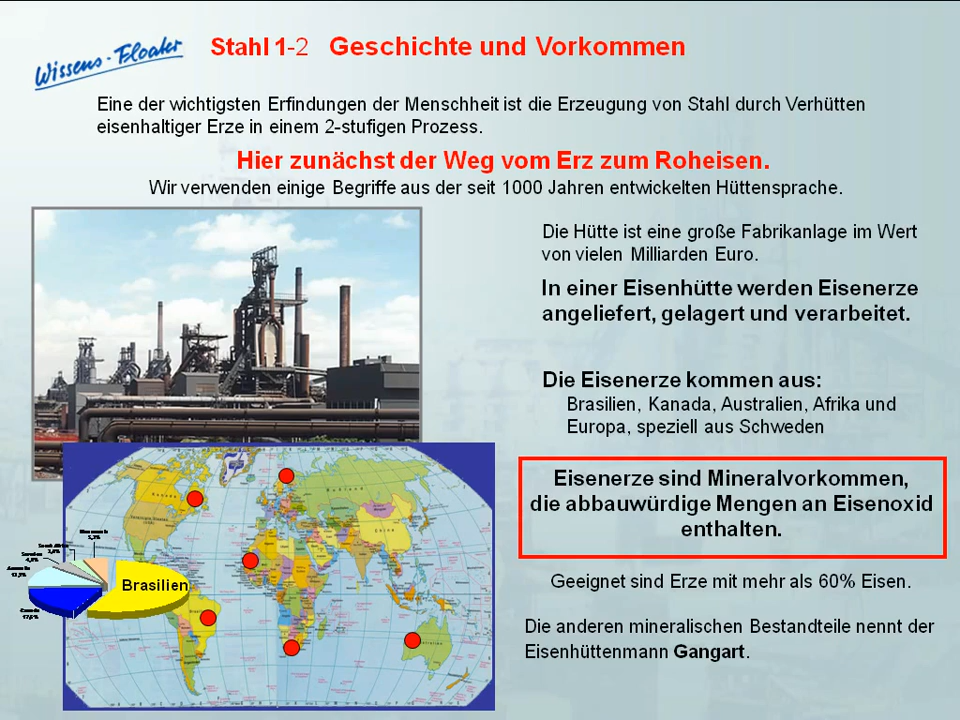 Wissens-Floater
Stahl 1-2 Geschichte und Vorkommen
Eine der wichtigsten Erfindungen der Menschheit ist die Erzeugung von Stahl durch Verhütten
eisenhaltiger Erze in einem 2-stufigen Prozess.
Hier zunächst der Weg vom Erz zum Roheisen.
Wir verwenden einige Begriffe aus der seit 1000 Jahren entwickelten Hüttensprache.
Die Hütte ist eine große Fabrikanlage im Wert
von vielen Milliarden Euro.
In einer Eisenhütte werden Eisenerze
angeliefert, gelagert und verarbeitet.
Die Eisenerze kommen aus:
Brasilien, Kanada, Australien, Afrika und
Europa, speziell aus Schweden
Eisenerze sind Mineralvorkommen,
die abbauwürdige Mengen an Eisenoxid
enthalten.
Geeignet sind Erze mit mehr als 60% Eisen.
Die anderen mineralischen Bestandteile nennt der
Eisenhüttenmann Gangart.
Brasilien